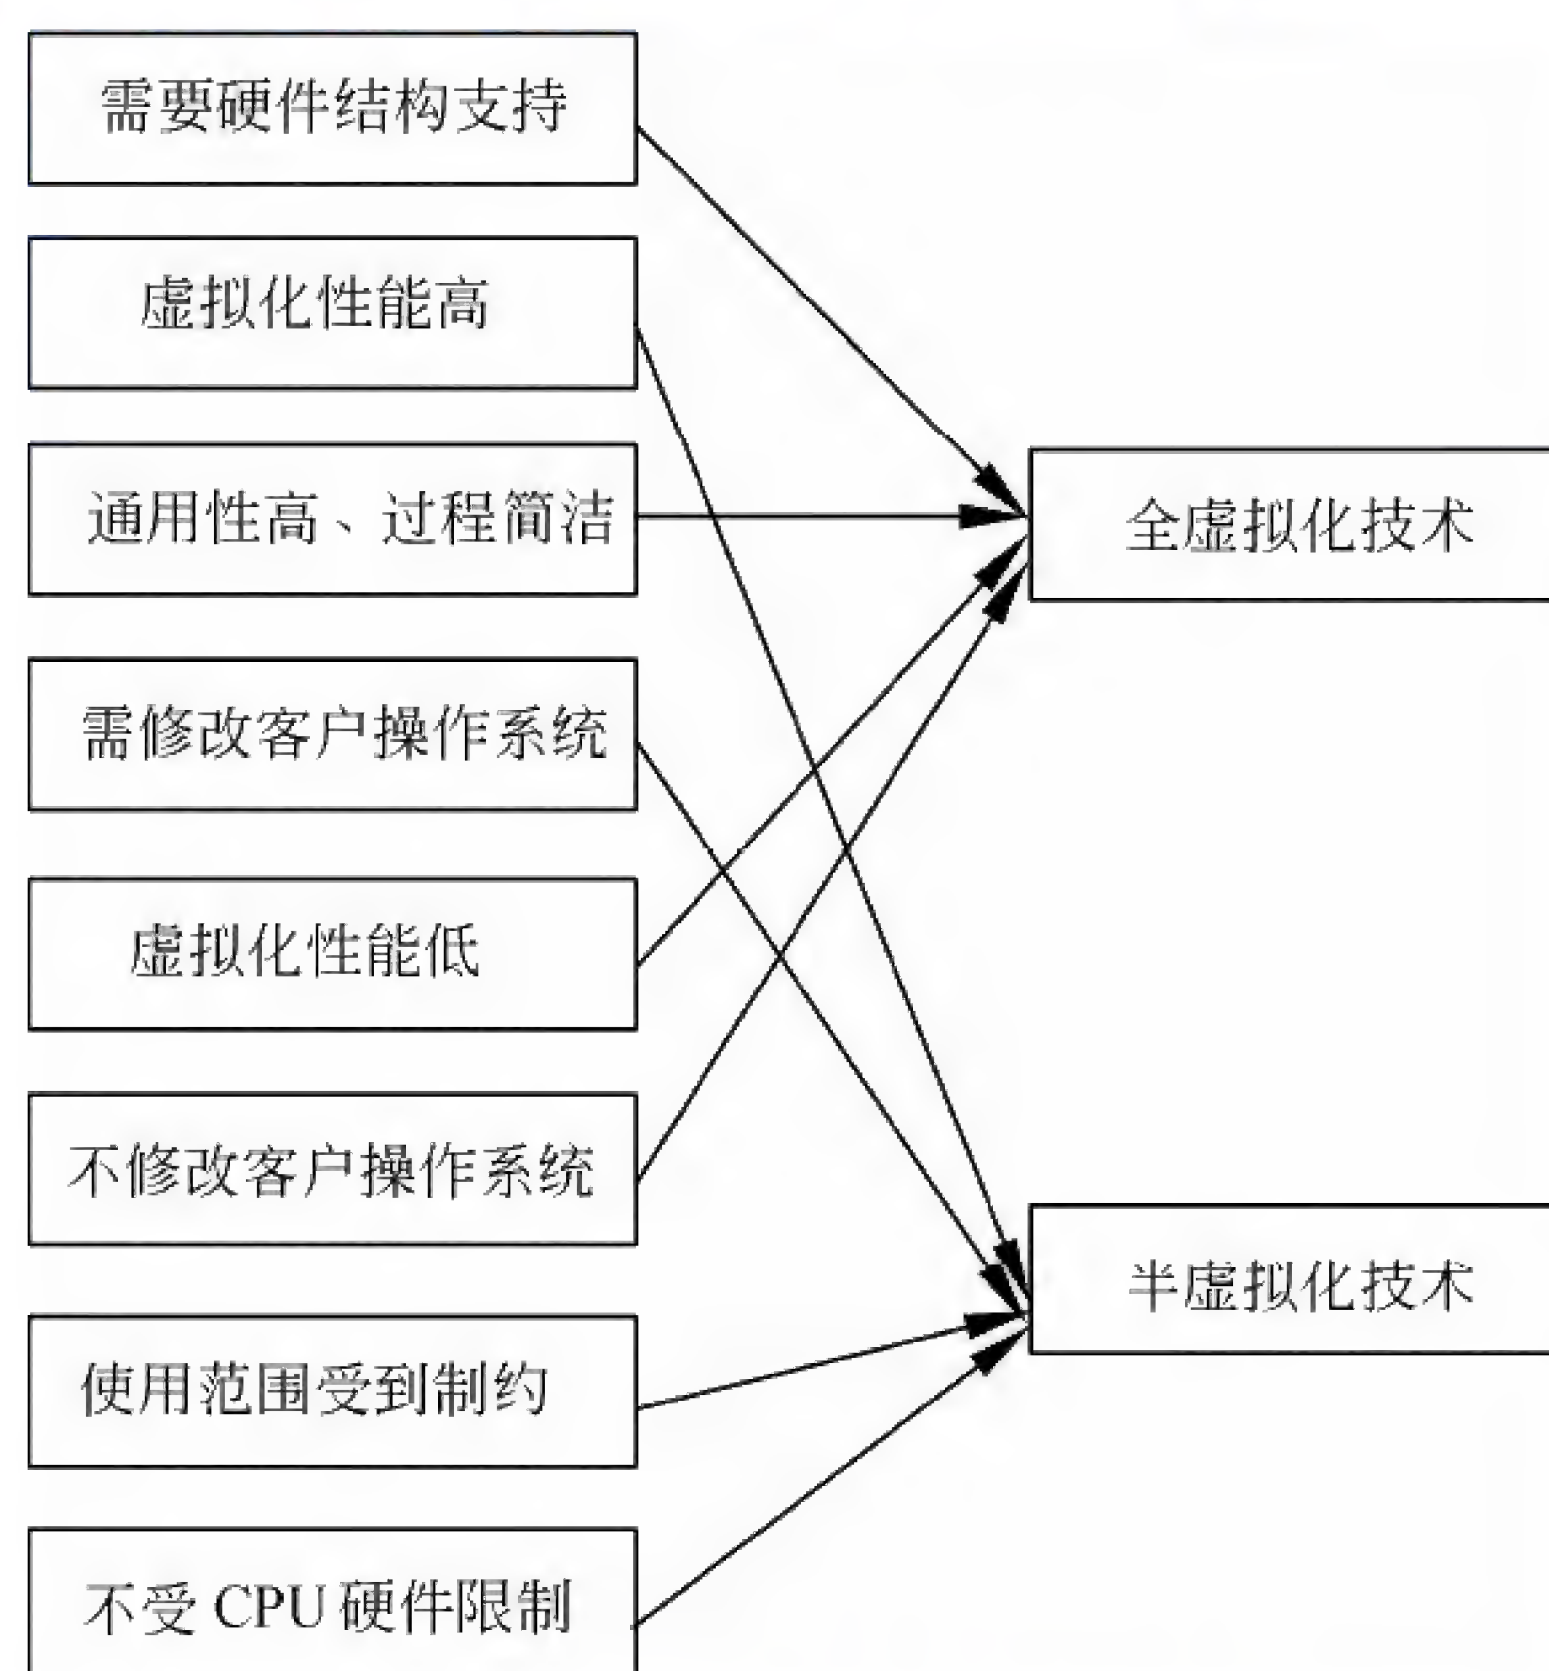 需要硬件结构支持
虚拟化性能高
通用性高、过程简洁
全虚拟化技术
需修改客户操作系统
虚拟化性能低
不修改客户操作系统
半虚拟化技术
使用范围受到制约
不受 CPU 硬件限制